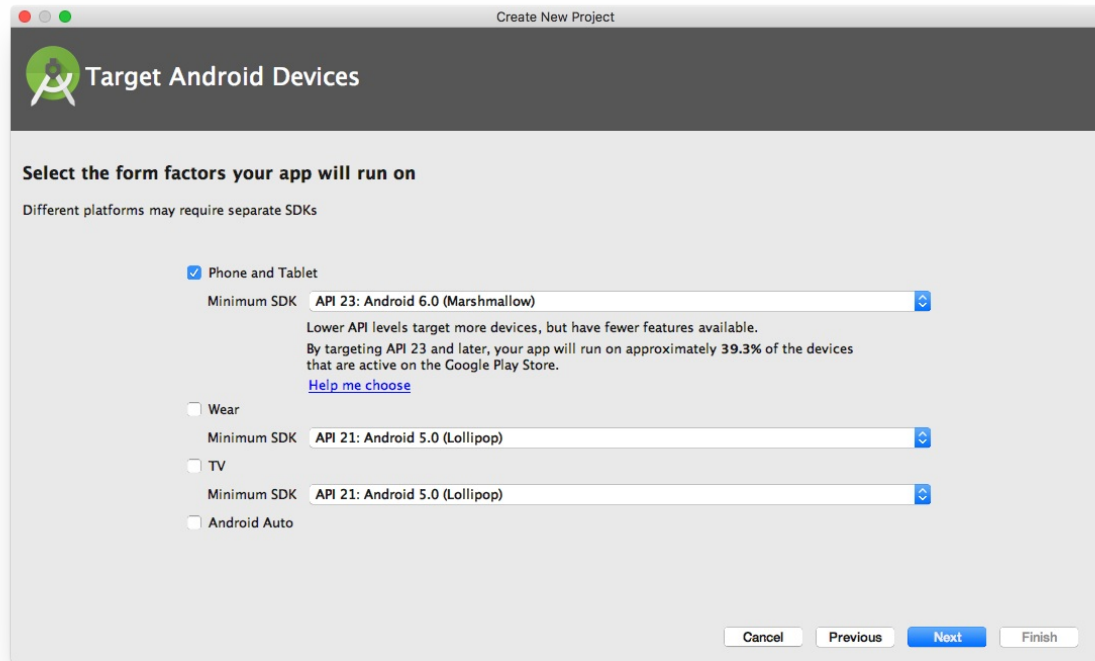 Create New Project
Target Android Devices
Select the form factors your app will run on
Different platforms may require separate SDKs
Phone and Tablet
Minimum SDK API 23: Android 6.0 (Marshmallow)
Lower API levels target more devices, but have fewer features available.
By targeting API 23 and later, your app will run on approximately 39.3% of the devices
that are active on the Google Play Store.
Help me choose
Wear
Minimum SDK API 21: Android 5.0 (Lollipop)
TV
Minimum SDK API 21: Android 5.0 (Lollipop)
Android Auto
Cancel Previous Next Finish